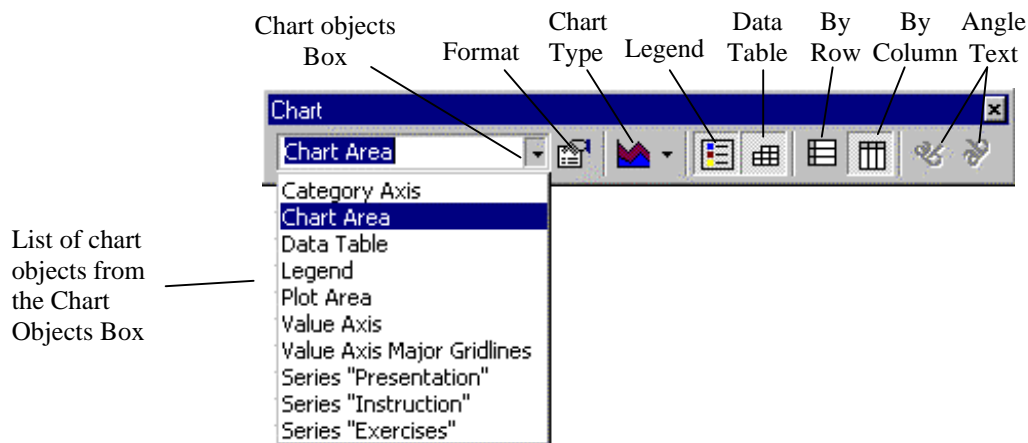 Chart objects
Box
Format
Chart
Type
Legend
Data
Table
By
Row
By
Column
Angle
Text
Chart
Chart Area
Category Axis
Chart Area
Data Table
Legend
Plot Area
Value Axis
Value Axis Major Gridlines
Series "Presentation"
Series "Instruction"
Series "Exercises"
List of chart
objects from
the Chart
Objects Box